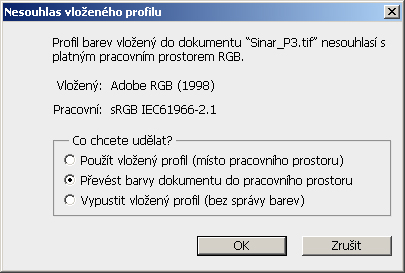 Nesouhlas vloženého profilu
Profil barev vložený do dokumentu “Sinar_P3.tif” nesouhlasí s
platným pracovním prostorem RGB.
Vložený: Adobe RGB (1998)
Pracovní: sRGB IEC61966-2.1
Co chcete udělat?
Použít vložený profil (místo pracovního prostoru)
Převést barvy dokumentu do pracovního prostoru
Vypustit vložený profil (bez správy barev)
OK Zrušit